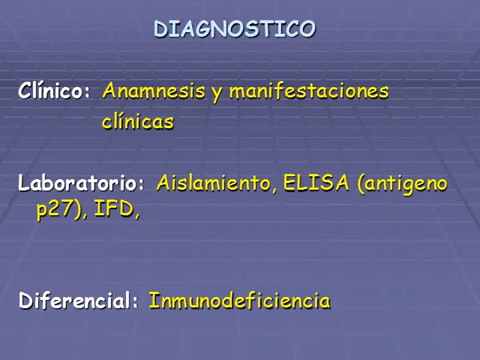 DIAGNOSTICO
Clínico: Anamnesis y manifestaciones
clínicas
Laboratorio: Aislamiento, ELISA (antigeno
p27), IFD,
Diferencial: Inmunodeficiencia